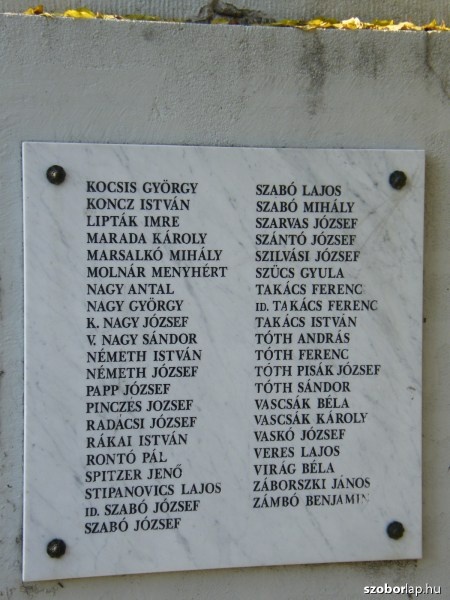 KOCSIS GYÖRGY
KONCZ ISTVÁN
LIPTÁK IMRE
MARADA KÁROLY
MARSALKÓ MIHÁLY
MOLNÁR MENYHÉRT
NAGY ANTAL
NAGY GYÖRGY
K. NAGY JÓZSEF
V. NAGY SÁNDOR
NÉMETH ISTVÁN
NÉMETH JÓZSEF
PAPP JÓZSEF
PINCZÉS JÓZSEF
RADÁCSI JÓZSEF
RÁKAI ISTVÁN
RONTÓ PÁL
SPITZER JENŐ
STIPANOVICS LAJOS
ID. SZABÓ JÓZSEF
SZABÓ JÓZSEF
SZABÓ LAJOS
SZABÓ MIHÁLY
SZARVAS JÓZSEF
SZÁNTÓ JÓZSEF
SZILVÁSI JÓZSEF
SZŰCS GYULA
TAKÁCS FERENC
ID. TAKÁCS FERENC
TAKÁCS ISTVÁN
TÓTH ANDRÁS
TÓTH FERENC
TÓTH PISÁK JÓZSEF
TÓTH SÁNDOR
VASCSÁK BÉLA
VASCSÁK KÁROLY
VASKÓ JÓZSEF
VERES LAJOS
VIRÁG BÉLA
ZÁBORSZKI JÁNOS
ZÁMBÓ BENJAMIN
szoborlap.hu